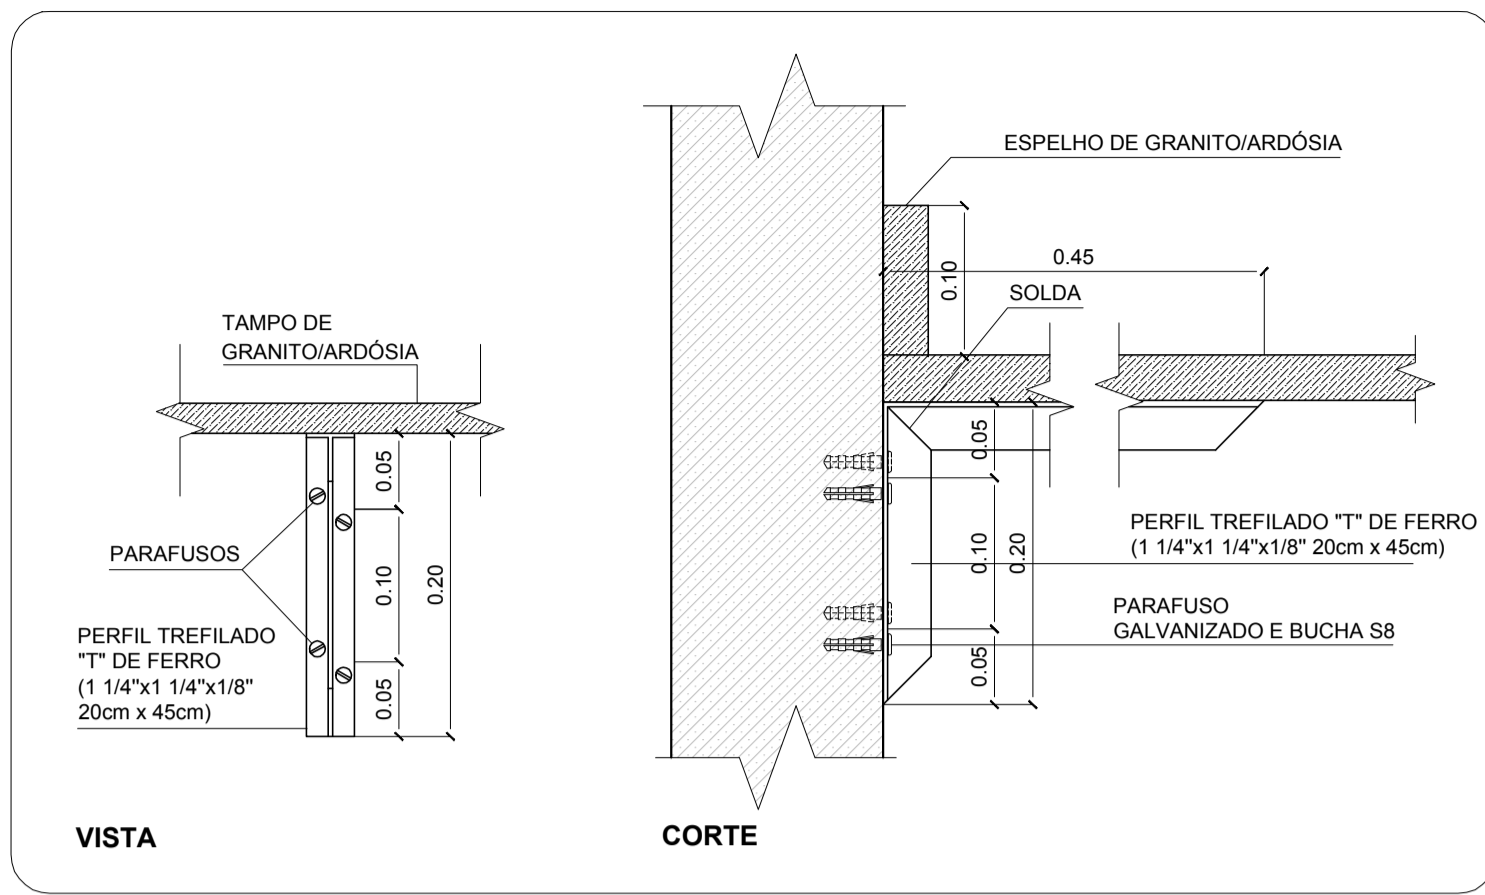 TAMPO DE
GRANITO/ARDÓSIA
0.05
0.10
0.20
0.05
PARAFUSOS
PERFIL TREFILADO
"T" DE FERRO
(1 1/4"x1 1/4"x1/8"
20cm x 45cm)
VISTA
ESPELHO DE GRANITO/ARDÓSIA
0.10
0.45
SOLDA
0.05
0.10
0.20
0.05
PERFIL TREFILADO "T" DE FERRO
(1 1/4"x1 1/4"x1/8" 20cm x 45cm)
PARAFUSO
GALVANIZADO E BUCHA S8
CORTE